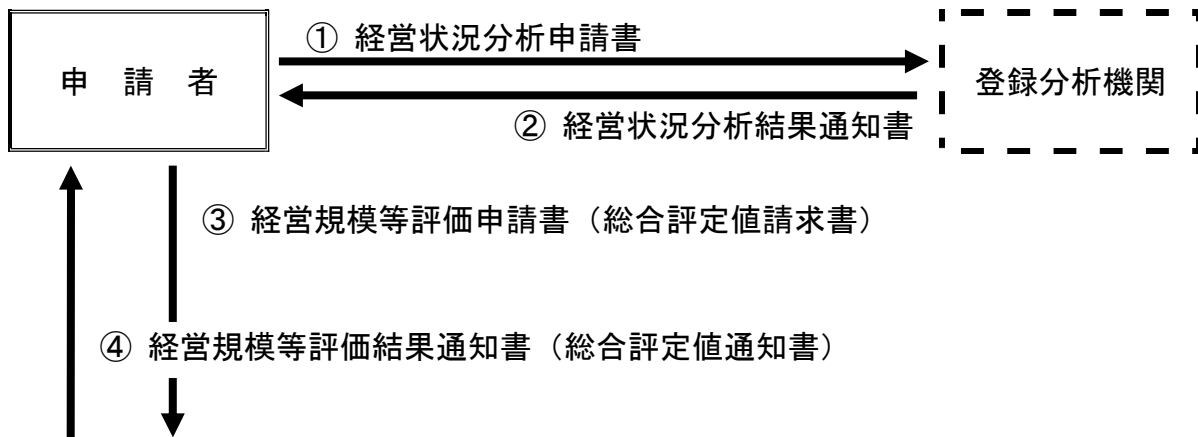 ① 経営状況分析申請書
申 請 者
登録分析機関
② 経営状況分析結果通知書
③ 経営規模等評価申請書（総合評定値請求書）
④ 経営規模等評価結果通知書（総合評定値通知書）